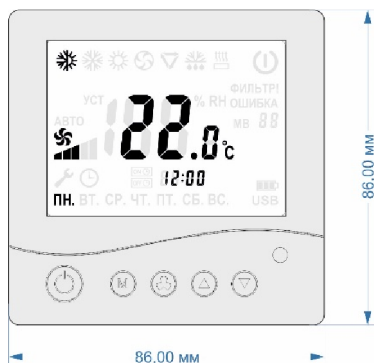 ФИЛЬТР!
УСТ % RH ОШИБКА
АВТО 22.0°c МВ 88
12:00
ПН. ВТ. СР. ЧТ. ПТ. СБ. ВС. USB
M
86.00 мм
86.00 мм